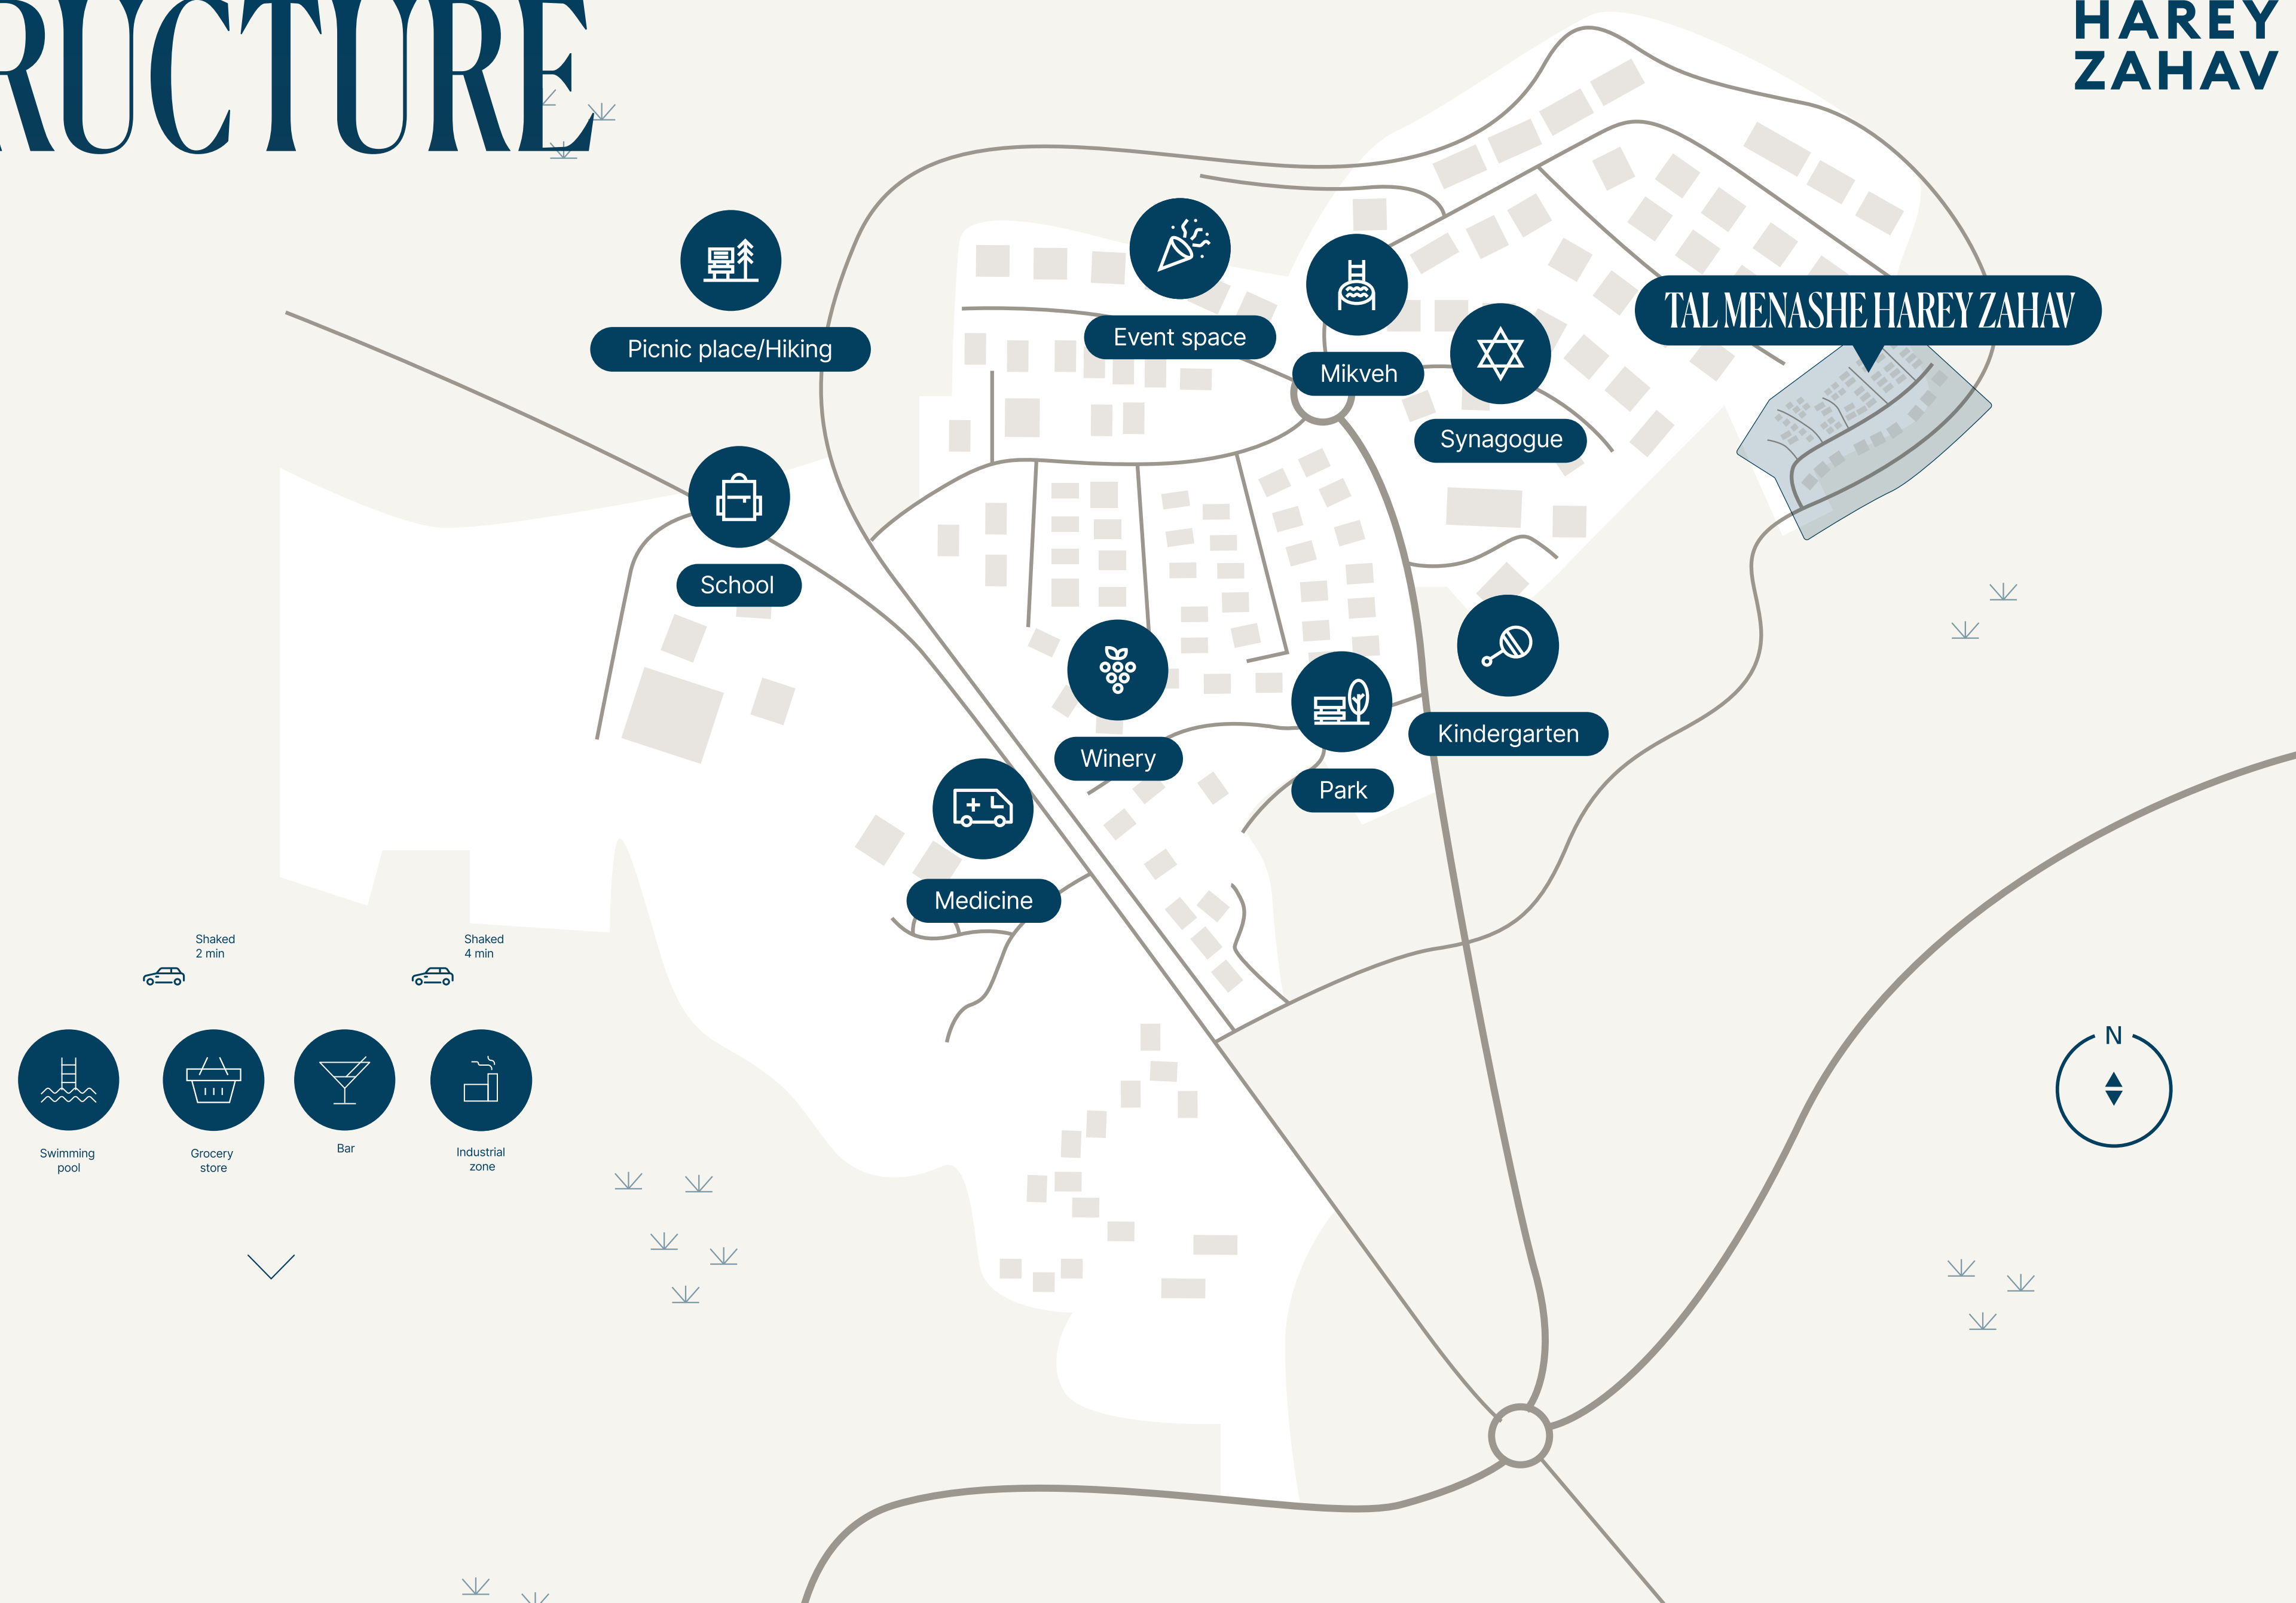 RUCTURE
HAREY
ZAHAV
Picnic place/Hiking
Event space
Mikveh
TAL MENASHE HAREY ZAHAV
Synagogue
School
Winery
Kindergarten
Park
Medicine
Shaked
2 min
Shaked
4 min
Swimming
pool
Grocery
store
Bar
Industrial
zone
N